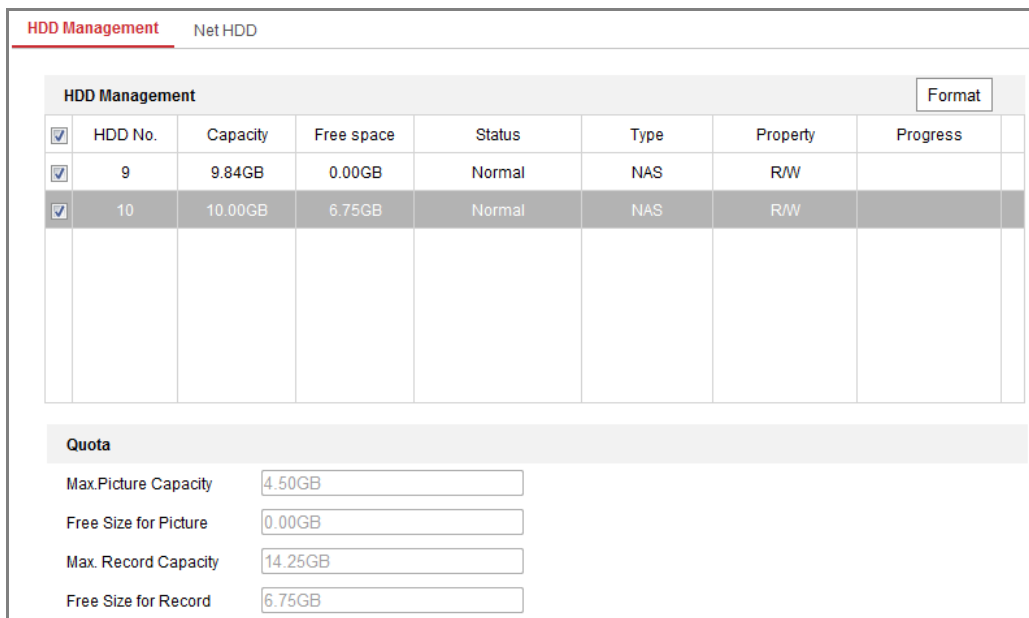 HDD Management Net HDD
HDD Management Format
HDD No. Capacity Free space Status Type Property Progress
9 9.84GB 0.00GB Normal NAS R/W
10 10.00GB 6.75GB Normal NAS R/W
Quota
Max.Picture Capacity 4.50GB
Free Size for Picture 0.00GB
Max. Record Capacity 14.25GB
Free Size for Record 6.75GB